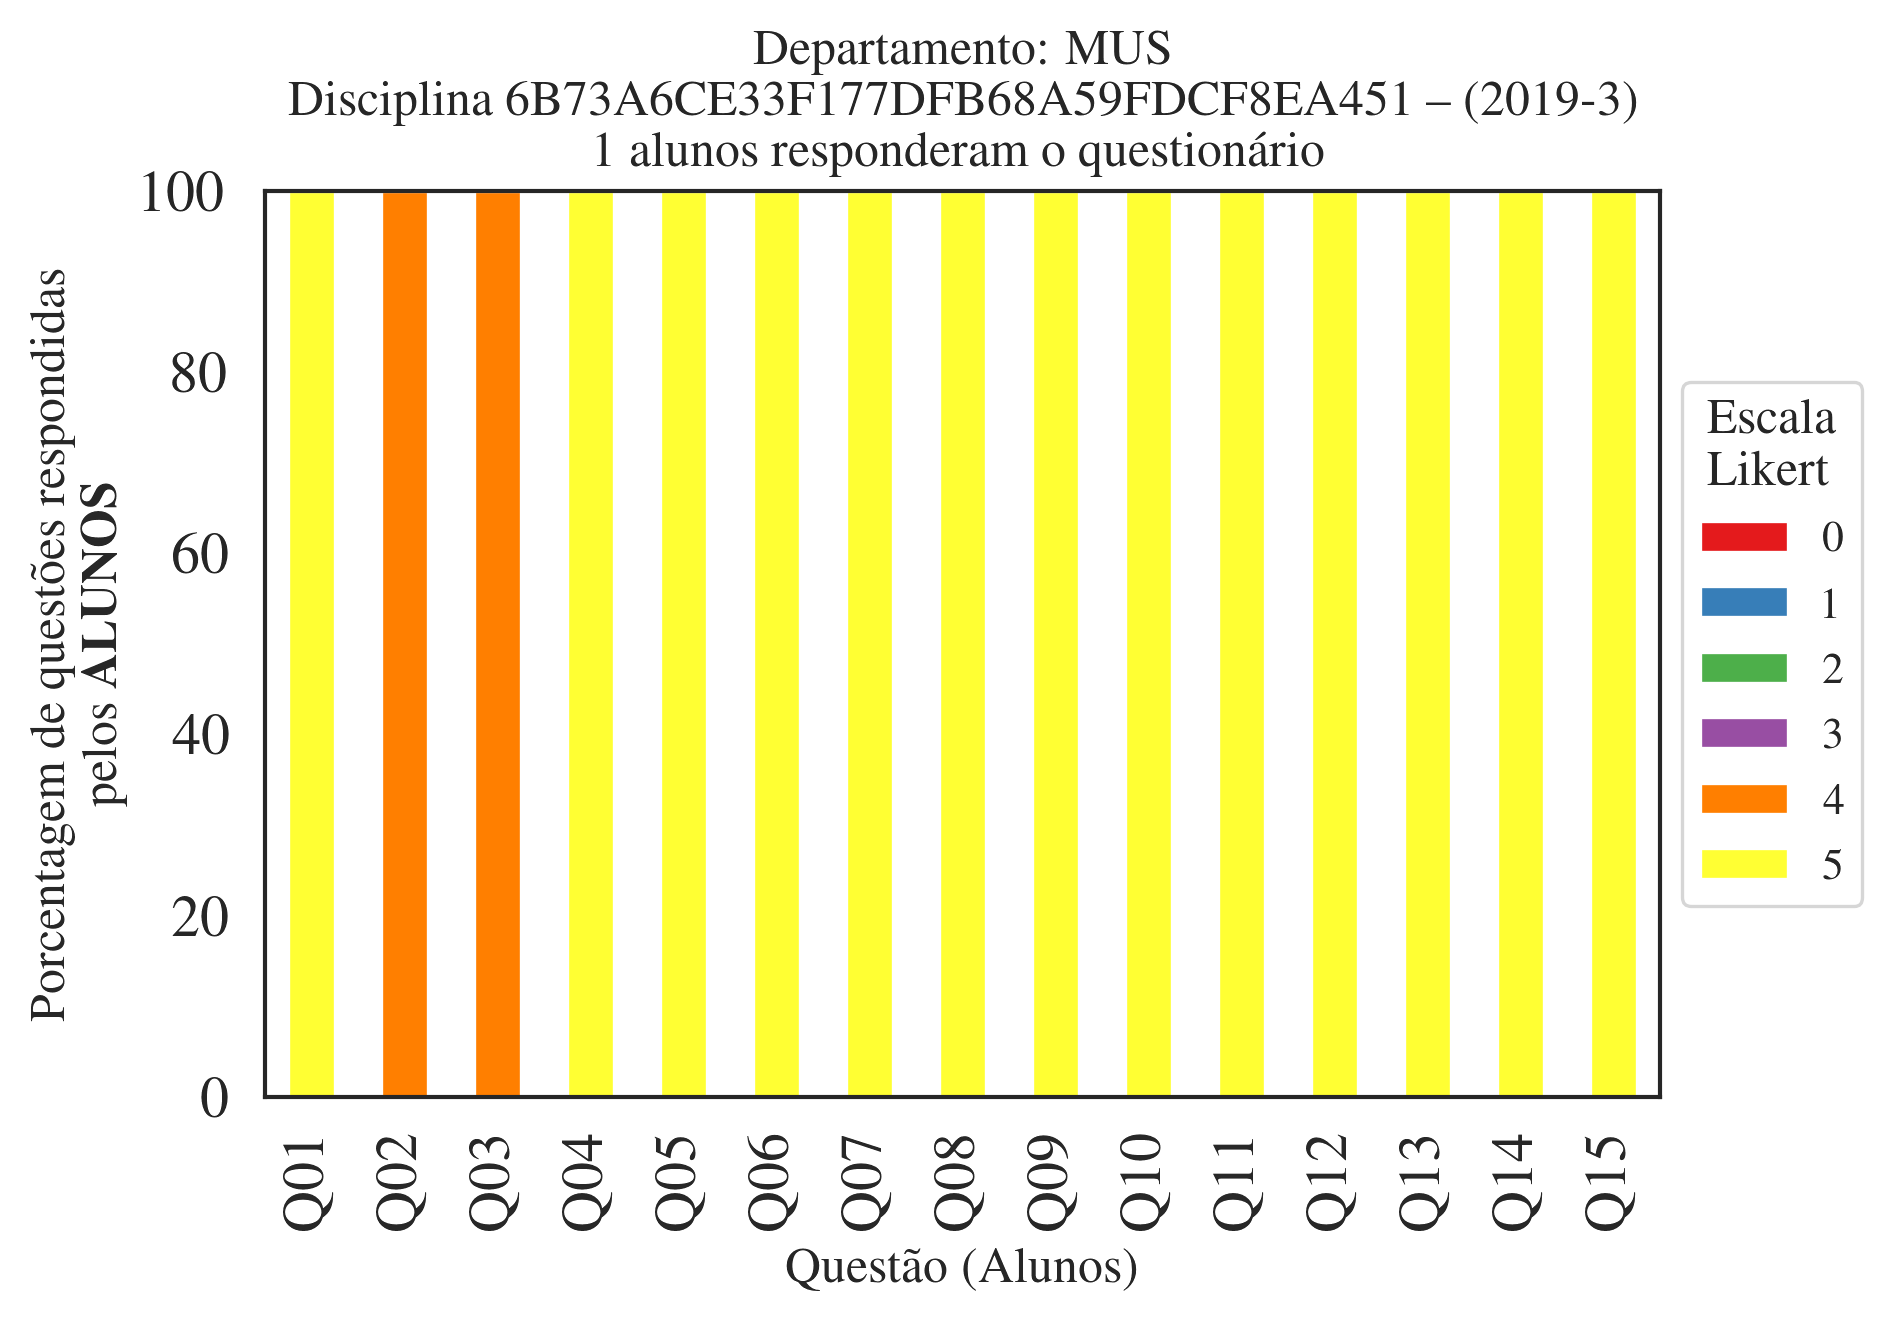 Departamento: MUS
Disciplina 6B73A6CE33F177DFB68A59FDCF8EA451 – (2019-3)
1 alunos responderam o questionário
Porcentagem de questões respondidas
pelos ALUNOS
100
80
60
40
20
0
Q01
Q02
Q03
Q04
Q05
Q06
Q07
Q08
Q09
Q10
Q11
Q12
Q13
Q14
Q15
Questão (Alunos)
Escala
Likert
0
1
2
3
4
5